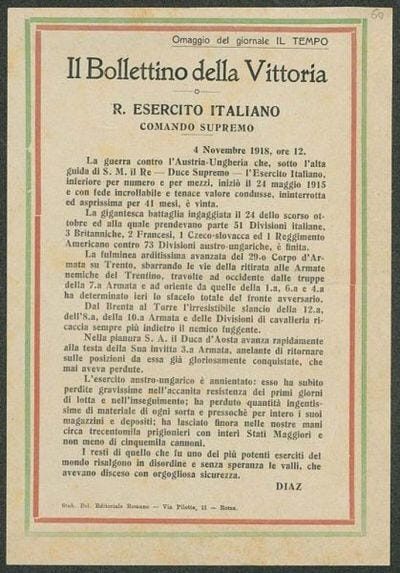 60
Omaggio del giornale IL TEMPO
Il Bollettino della Vittoria
R. ESERCITO ITALIANO
COMANDO SUPREMO
4 Novembre 1918, ore 12.
La guerra contro l'Austria-Ungheria che, sotto l'alta
guida di S. M. il Re — Duce Supremo — l'Esercito Italiano,
inferiore per numero e per mezzi, iniziò il 24 maggio 1915
e con fede incrollabile e tenace valore condusse, ininterrotta
ed asprissima per 41 mesi, è vinta.
La gigantesca battaglia ingaggiata il 24 dello scorso ot-
tobre ed alla quale prendevano parte 51 Divisioni italiane,
3 Britanniche, 2 Francesi, 1 Czeco-slovacca ed 1 Reggimento
Americano contro 73 Divisioni austro-ungariche, è finita.
La fulminea arditissima avanzata del 29.o Corpo d'Ar-
mata su Trento, sbarrando le vie della ritirata alle Armate
nemiche del Trentino, travolte ad occidente dalle truppe
della 7.a Armata e ad oriente da quelle della 1.a, 6.a e 4.a
ha determinato ieri lo sfacelo totale del fronte avversario.
Dal Brenta al Torre l'irresistibile slancio della 12.a,
dell'8.a, della 10.a Armata e delle Divisioni di cavalleria ri-
caccia sempre più indietro il nemico fuggente.
Nella pianura S. A. il Duca d'Aosta avanza rapidamente
alla testa della Sua invitta 3.a Armata, anelante di ritornare
sulle posizioni da essa già gloriosamente conquistate, che
mai aveva perdute.
L'esercito austro-ungarico è annientato: esso ha subito
perdite gravissime nell'accanita resistenza dei primi giorni
di lotta e nell'inseguimento; ha perduto quantità ingentis-
sime di materiale di ogni sorta e pressochè per intero i suoi
magazzini e depositi; ha lasciato finora nelle nostre mani
circa trecentomila prigionieri con interi Stati Maggiori e
non meno di cinquemila cannoni.
I resti di quello che fu uno dei più potenti eserciti del
mondo risalgono in disordine e senza speranza le valli, che
avevano disceso con orgogliosa sicurezza.
DIAZ
Stab. Del. Editoriale Romano — Via Pilotta, 11 — Roma.